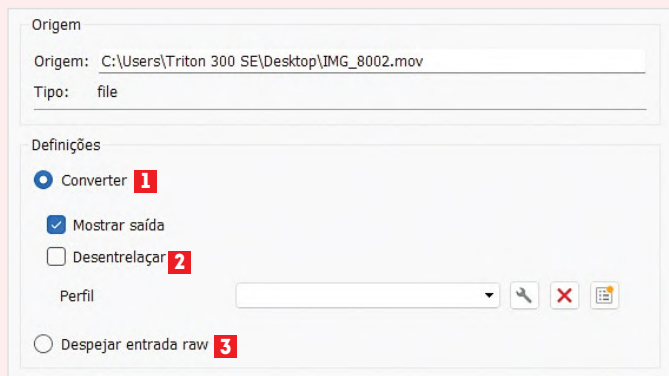 Origem
Origem: C:\Users\Triton 300 SE\Desktop\IMG_8002.mov
Tipo: file
Definições
Converter 1
Mostrar saída
Desentrelaçar 2
Perfil
Despejar entrada raw 3